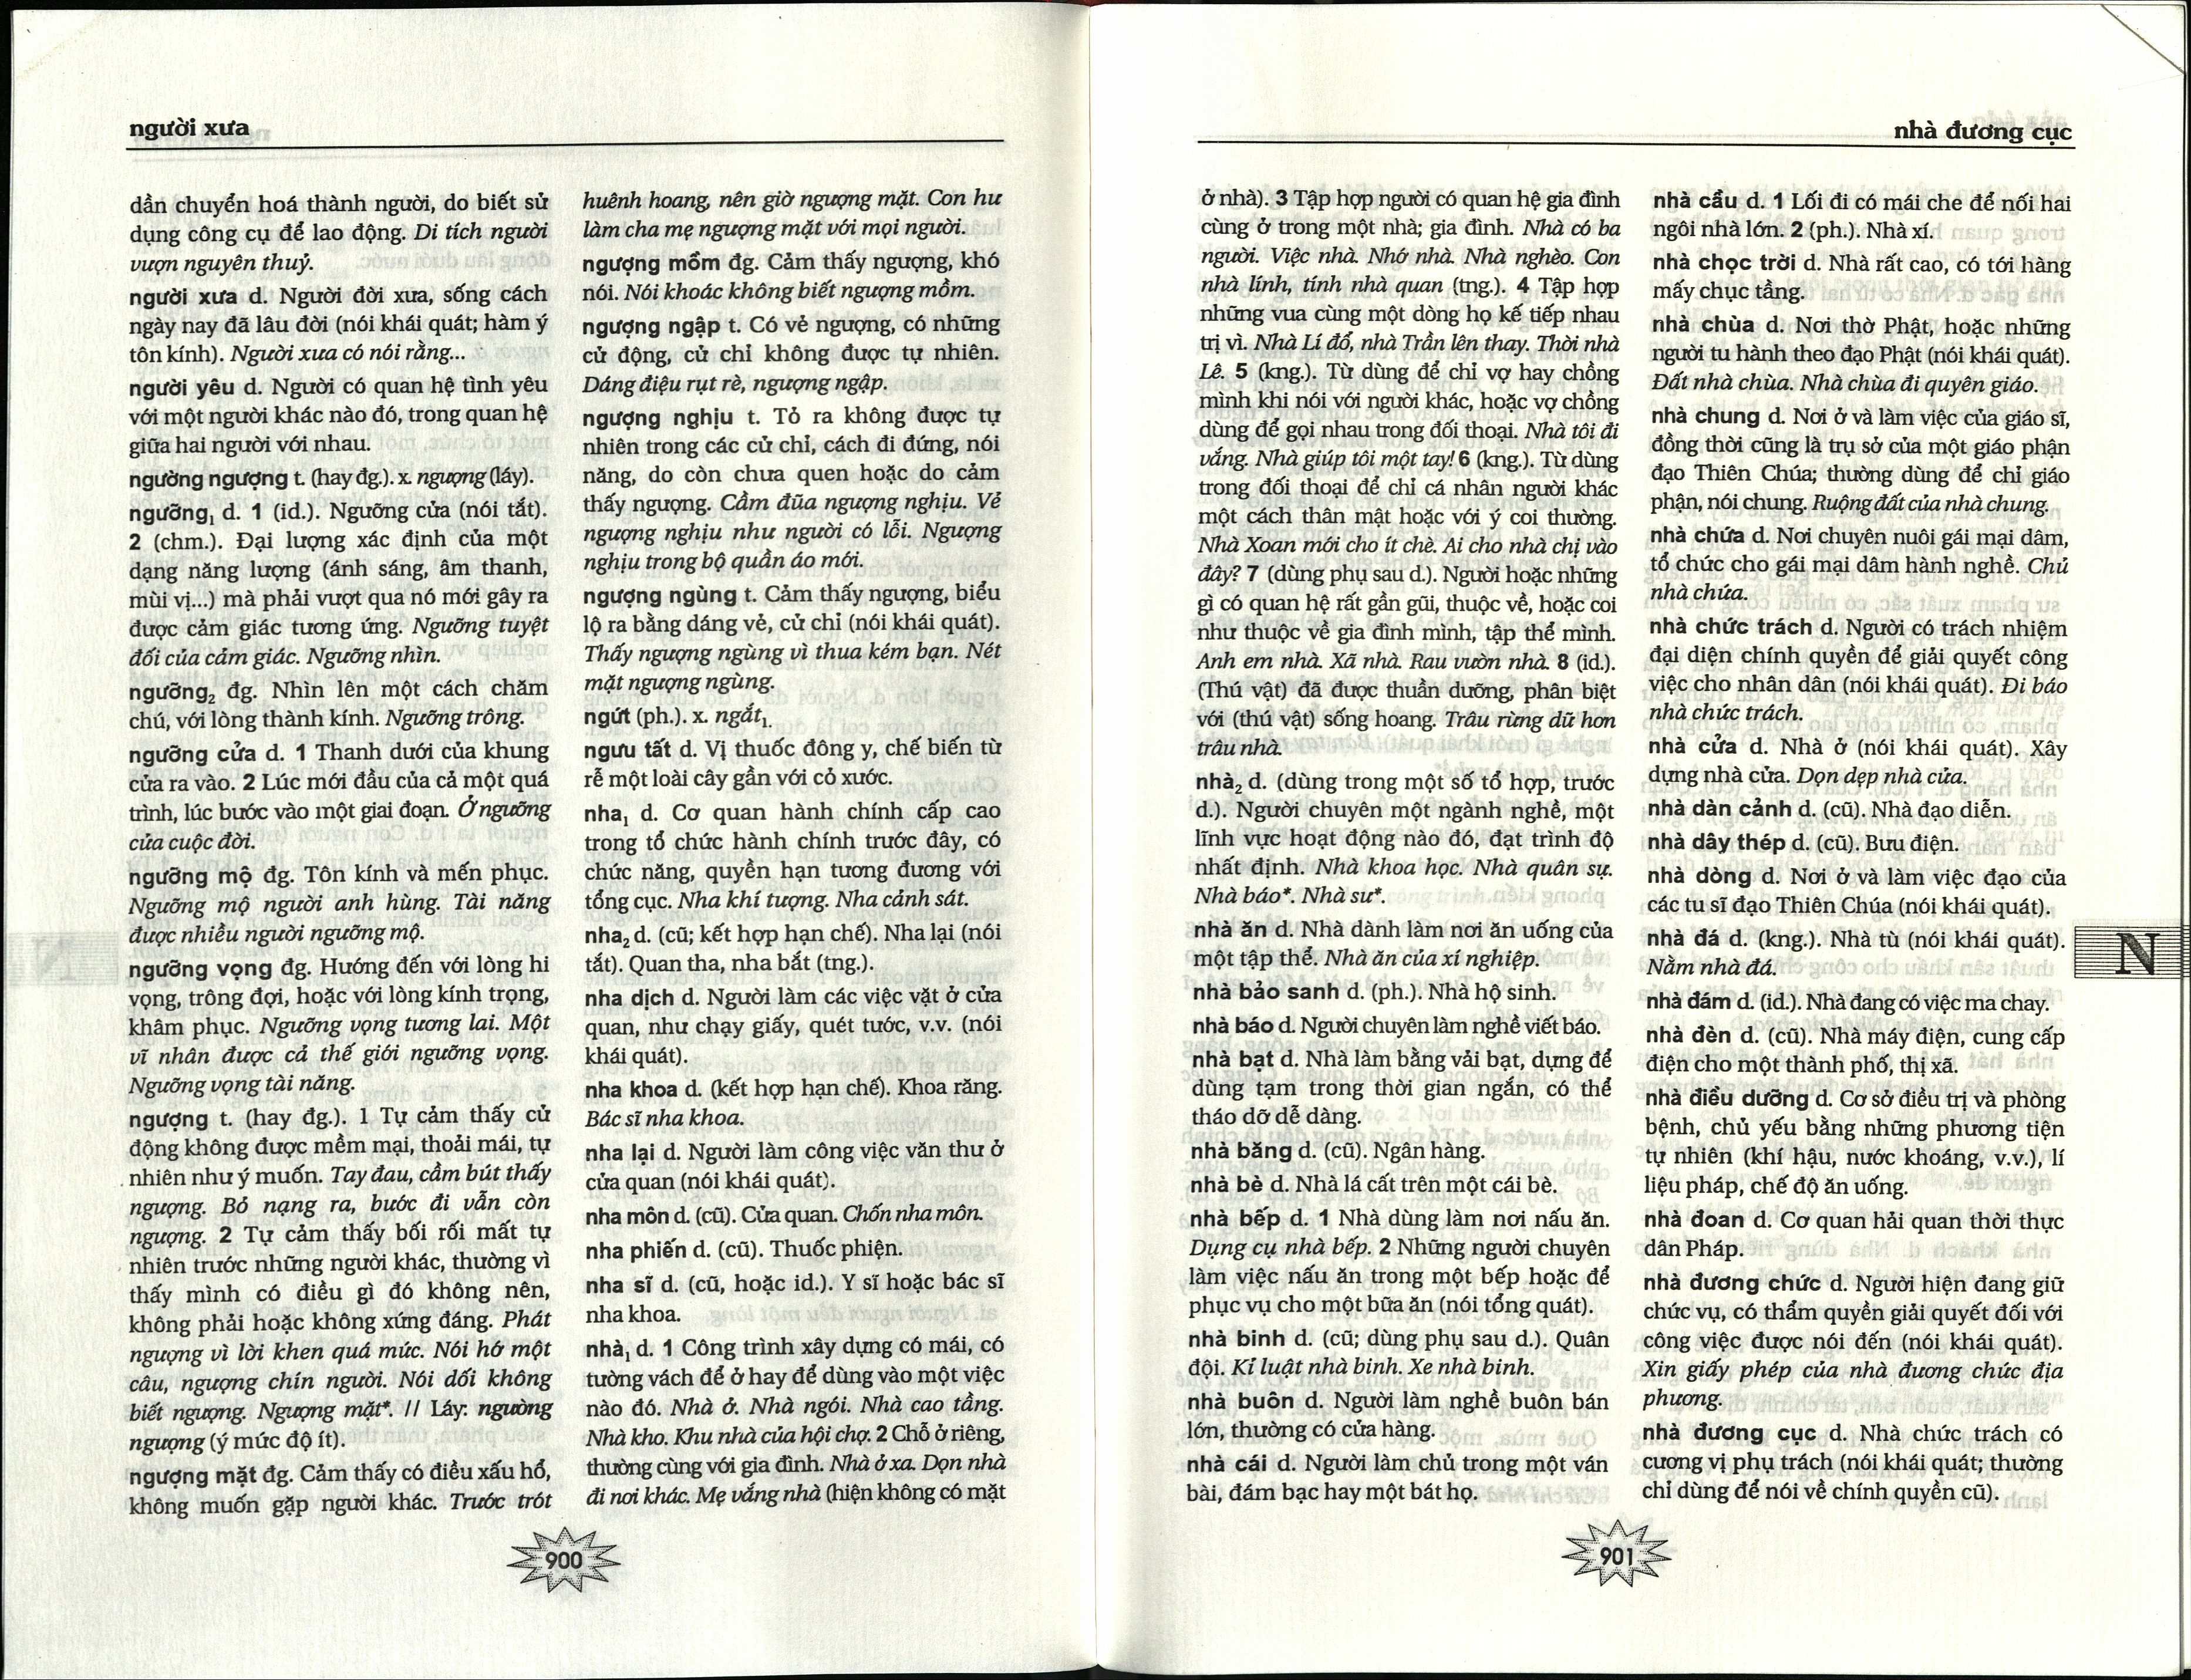 người xưa
dần chuyển hoá thành người, do biết sử
dụng công cụ để lao động. Di tích người
vượn nguyên thuỷ.
người xưa d. Người đời xưa, sống cách
ngày nay đã lâu đời (nói khái quát; hàm ý
tôn kính). Người xưa có nói rằng...
người yêu d. Người có quan hệ tình yêu
với một người khác nào đó, trong quan hệ
giữa hai người với nhau.
ngường ngượng t. (hay đg.). x. ngượng (láy).
ngưỡng1 d. 1 (id.). Ngưỡng cửa (nói tắt).
2 (chm.). Đại lượng xác định của một
dạng năng lượng (ánh sáng, âm thanh,
mùi vị...) mà phải vượt qua nó mới gây ra
được cảm giác tương ứng. Ngưỡng tuyệt
đối của cảm giác. Ngưỡng nhìn.
ngưỡng2 đg. Nhìn lên một cách chăm
chú, với lòng thành kính. Ngưỡng trông.
ngưỡng cửa d. 1 Thanh dưới của khung
cửa ra vào. 2 Lúc mới đầu của cả một quá
trình, lúc bước vào một giai đoạn. Ở ngưỡng
cửa cuộc đời.
ngưỡng mộ đg. Tôn kính và mến phục.
Ngưỡng mộ người anh hùng. Tài năng
được nhiều người ngưỡng mộ.
ngưỡng vọng đg. Hướng đến với lòng hi
vọng, trông đợi, hoặc với lòng kính trọng,
khâm phục. Ngưỡng vọng tương lai. Một
vĩ nhân được cả thế giới ngưỡng vọng.
Ngưỡng vọng tài năng.
ngượng t. (hay đg.). 1 Tự cảm thấy cử
động không được mềm mại, thoải mái, tự
nhiên như ý muốn. Tay đau, cầm bút thấy
ngượng. Bỏ nạng ra, bước đi vẫn còn
ngượng. 2 Tự cảm thấy bối rối mất tự
nhiên trước những người khác, thường vì
thấy mình có điều gì đó không nên,
không phải hoặc không xứng đáng. Phát
ngượng vì lời khen quá mức. Nói hớ một
câu, ngượng chín người. Nói dối không
biết ngượng. Ngượng mặt*. // Láy: ngường
ngượng (ý mức độ ít).
ngượng mặt đg. Cảm thấy có điều xấu hổ,
không muốn gặp người khác. Trước trót
huênh hoang, nên giờ ngượng mặt. Con hư
làm cha mẹ ngượng mặt với mọi người.
ngượng mồm đg. Cảm thấy ngượng, khó
nói. Nói khoác không biết ngượng mồm.
ngượng ngập t. Có vẻ ngượng, có những
cử động, cử chỉ không được tự nhiên.
Dáng điệu rụt rè, ngượng ngập.
ngượng nghịu t. Tỏ ra không được tự
nhiên trong các cử chỉ, cách đi đứng, nói
năng, do còn chưa quen hoặc do cảm
thấy ngượng. Cầm đũa ngượng nghịu. Vẻ
ngượng nghịu như người có lỗi. Ngượng
nghịu trong bộ quần áo mới.
ngượng ngùng t. Cảm thấy ngượng, biểu
lộ ra bằng dáng vẻ, cử chỉ (nói khái quát).
Thấy ngượng ngùng vì thua kém bạn. Nét
mặt ngượng ngùng.
ngứt (ph.). x. ngắt1.
ngưu tất d. Vị thuốc đông y, chế biến từ
rễ một loài cây gần với cỏ xước.
nha1 d. Cơ quan hành chính cấp cao
trong tổ chức hành chính trước đây, có
chức năng, quyền hạn tương đương với
tổng cục. Nha khí tượng. Nha cảnh sát.
nha2 d. (cũ; kết hợp hạn chế). Nha lại (nói
tắt). Quan tha, nha bắt (tng.).
nha dịch d. Người làm các việc vặt ở cửa
quan, như chạy giấy, quét tước, v.v. (nói
khái quát).
nha khoa d. (kết hợp hạn chế). Khoa răng.
Bác sĩ nha khoa.
nha lại d. Người làm công việc văn thư ở
cửa quan (nói khái quát).
nha môn d. (cũ). Cửa quan. Chốn nha môn.
nha phiến d. (cũ). Thuốc phiện.
nha sĩ d. (cũ, hoặc id.). Y sĩ hoặc bác sĩ
nha khoa.
nhà1 d. 1 Công trình xây dựng có mái, có
tường vách để ở hay để dùng vào một việc
nào đó. Nhà ở. Nhà ngói. Nhà cao tầng.
Nhà kho. Khu nhà của hội chợ. 2 Chỗ ở riêng,
thường cùng với gia đình. Nhà ở xa. Dọn nhà
đi nơi khác. Mẹ vắng nhà (hiện không có mặt
900
nhà đương cục
ở nhà). 3 Tập hợp người có quan hệ gia đình
cùng ở trong một nhà; gia đình. Nhà có ba
người. Việc nhà. Nhớ nhà. Nhà nghèo. Con
nhà lính, tính nhà quan (tng.). 4 Tập hợp
những vua cùng một dòng họ kế tiếp nhau
trị vì. Nhà Lí đổ, nhà Trần lên thay. Thời nhà
Lê. 5 (kng.). Từ dùng để chỉ vợ hay chồng
mình khi nói với người khác, hoặc vợ chồng
dùng để gọi nhau trong đối thoại. Nhà tôi đi
vắng. Nhà giúp tôi một tay! 6 (kng.). Từ dùng
trong đối thoại để chỉ cá nhân người khác
một cách thân mật hoặc với ý coi thường.
Nhà Xoan mới cho ít chè. Ai cho nhà chị vào
đây? 7 (dùng phụ sau d.). Người hoặc những
gì có quan hệ rất gần gũi, thuộc về, hoặc coi
như thuộc về gia đình mình, tập thể mình.
Anh em nhà. Xã nhà. Rau vườn nhà. 8 (id.).
(Thú vật) đã được thuần dưỡng, phân biệt
với (thú vật) sống hoang. Trâu rừng dữ hơn
trâu nhà.
nhà2 d. (dùng trong một số tổ hợp, trước
d.). Người chuyên một ngành nghề, một
lĩnh vực hoạt động nào đó, đạt trình độ
nhất định. Nhà khoa học. Nhà quân sự.
Nhà báo*. Nhà sư*.
nhà ăn d. Nhà dành làm nơi ăn uống của
một tập thể. Nhà ăn của xí nghiệp.
nhà bảo sanh d. (ph.). Nhà hộ sinh.
nhà báo d. Người chuyên làm nghề viết báo.
nhà bạt d. Nhà làm bằng vải bạt, dựng để
dùng tạm trong thời gian ngắn, có thể
tháo dỡ dễ dàng.
nhà băng d. (cũ). Ngân hàng.
nhà bè d. Nhà lá cất trên một cái bè.
nhà bếp d. 1 Nhà dùng làm nơi nấu ăn.
Dụng cụ nhà bếp. 2 Những người chuyên
làm việc nấu ăn trong một bếp hoặc để
phục vụ cho một bữa ăn (nói tổng quát).
nhà binh d. (cũ; dùng phụ sau d.). Quân
đội. Kỉ luật nhà binh. Xe nhà binh.
nhà buôn d. Người làm nghề buôn bán
lớn, thường có cửa hàng.
nhà cái d. Người làm chủ trong một ván
bài, đám bạc hay một bát họ.
nhà cầu d. 1 Lối đi có mái che để nối hai
ngôi nhà lớn. 2 (ph.). Nhà xí.
nhà chọc trời d. Nhà rất cao, có tới hàng
mấy chục tầng.
nhà chùa d. Nơi thờ Phật, hoặc những
người tu hành theo đạo Phật (nói khái quát).
Đất nhà chùa. Nhà chùa đi quyên giáo.
nhà chung d. Nơi ở và làm việc của giáo sĩ,
đồng thời cũng là trụ sở của một giáo phận
đạo Thiên Chúa; thường dùng để chỉ giáo
phận, nói chung. Ruộng đất của nhà chung.
nhà chứa d. Nơi chuyên nuôi gái mại dâm,
tổ chức cho gái mại dâm hành nghề. Chủ
nhà chứa.
nhà chức trách d. Người có trách nhiệm
đại diện chính quyền để giải quyết công
việc cho nhân dân (nói khái quát). Đi báo
nhà chức trách.
nhà cửa d. Nhà ở (nói khái quát). Xây
dựng nhà cửa. Dọn dẹp nhà cửa.
nhà dàn cảnh d. (cũ). Nhà đạo diễn.
nhà dây thép d. (cũ). Bưu điện.
nhà dòng d. Nơi ở và làm việc đạo của
các tu sĩ đạo Thiên Chúa (nói khái quát).
nhà đá d. (kng.). Nhà tù (nói khái quát).
Nằm nhà đá.
nhà đám d. (id.). Nhà đang có việc ma chay.
nhà đèn d. (cũ). Nhà máy điện, cung cấp
điện cho một thành phố, thị xã.
nhà điều dưỡng d. Cơ sở điều trị và phòng
bệnh, chủ yếu bằng những phương tiện
tự nhiên (khí hậu, nước khoáng, v.v.), lí
liệu pháp, chế độ ăn uống.
nhà đoan d. Cơ quan hải quan thời thực
dân Pháp.
nhà đương chức d. Người hiện đang giữ
chức vụ, có thẩm quyền giải quyết đối với
công việc được nói đến (nói khái quát).
Xin giấy phép của nhà đương chức địa
phương.
nhà đương cục d. Nhà chức trách có
cương vị phụ trách (nói khái quát; thường
chỉ dùng để nói về chính quyền cũ).
N
901